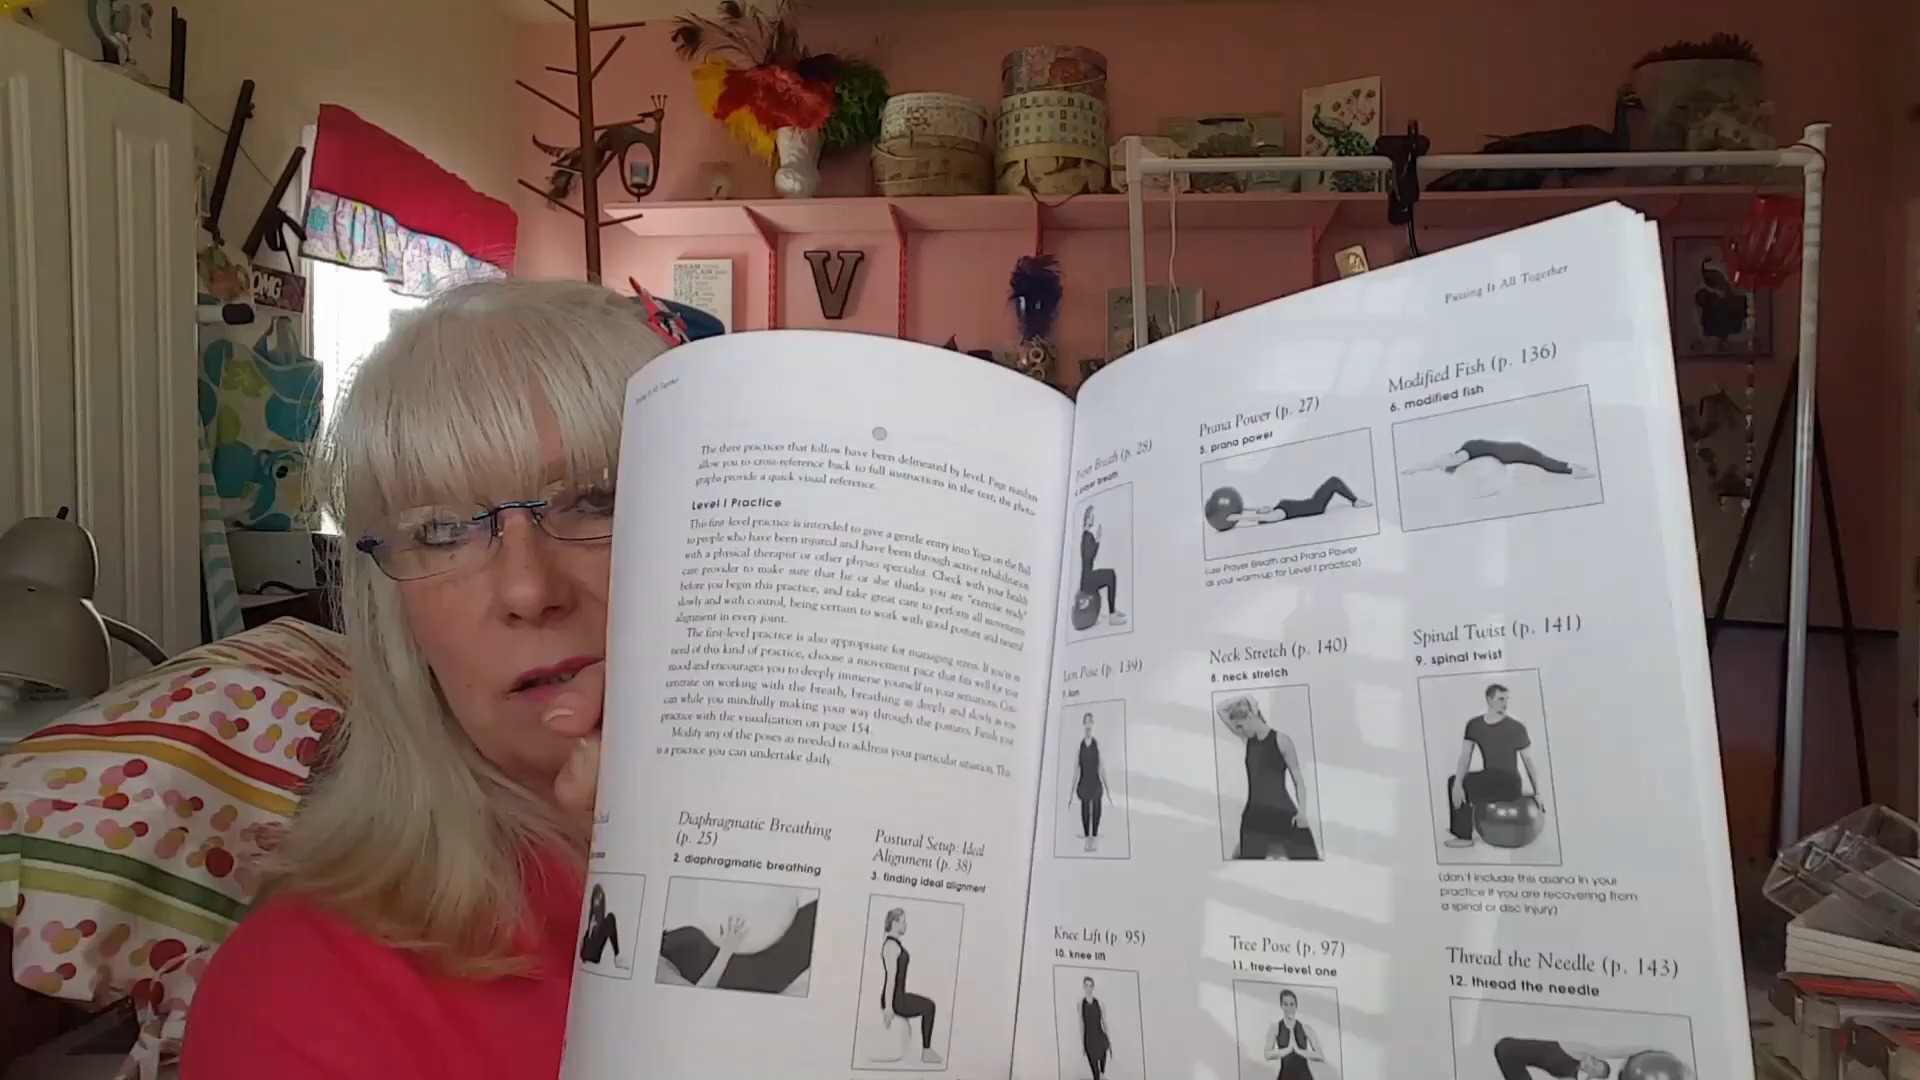 OMG
V
Putting It All Together
The three practices that follow have been delineated by level. Page numbers
allow you to cross-reference back to full instructions in the text; the photo-
graphs provide a quick visual reference.
Level I Practice
This first level practice is intended to give a gentle entry into Yoga on the Ball
to people who have been injured and have been through active rehabilitation
with a physical therapist or other physio specialist. Check with your health
care provider to make sure that he or she thinks you are "exercise ready"
before you begin this practice, and take great care to perform all movements
slowly and with control, being certain to work with good posture and neutral
alignment in every joint.
The first-level practice is also appropriate for managing stress. If you're in
need of this kind of practice, choose a movement pace that fits well for your
mood and encourages you to deeply immerse yourself in your sensations. Con-
centrate on working with the breath, breathing as deeply and slowly as you
can while you mindfully making your way through the postures. Finish your
practice with the visualization on page 154.
Modify any of the poses as needed to address your particular situation. This
is a practice you can undertake daily.
Diaphragmatic Breathing
(p. 25)
2. diaphragmatic breathing
Postural Setup: Ideal
Alignment (p. 38)
3. finding ideal alignment
Putting It All Together
Prayer Breath (p. 28)
4. prayer breath
Prana Power (p. 27)
5. prana power
(use Prayer Breath and Prana Power
as your warm-up for Level I practice)
Modified Fish (p. 136)
6. modified fish
Lion Pose (p. 139)
7. lion
Neck Stretch (p. 140)
8. neck stretch
Spinal Twist (p. 141)
9. spinal twist
(don't include this asana in your
practice if you are recovering from
a spinal or disc injury)
Knee Lift (p. 95)
10. knee lift
Tree Pose (p. 97)
11. tree—level one
Thread the Needle (p. 143)
12. thread the needle